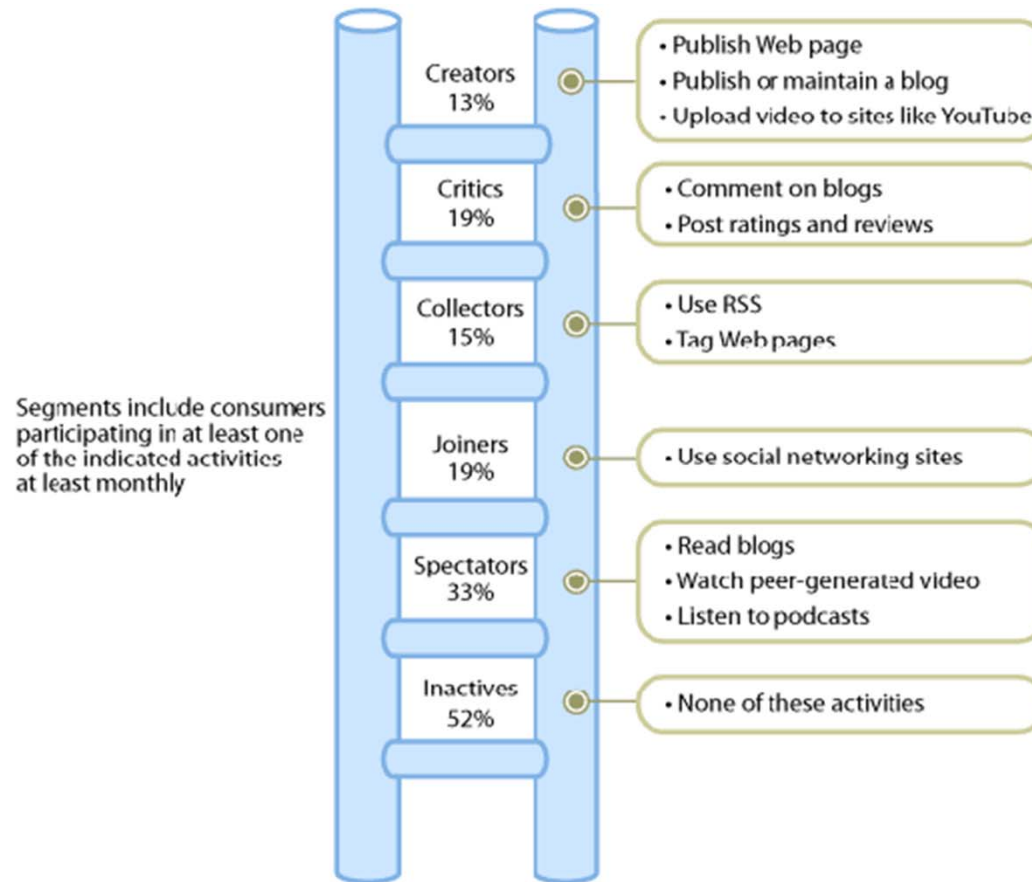 Creators
13%
• Publish Web page
• Publish or maintain a blog
• Upload video to sites like YouTube
Critics
19%
• Comment on blogs
• Post ratings and reviews
Collectors
15%
• Use RSS
• Tag Web pages
Segments include consumers
participating in at least one
of the indicated activities
at least monthly
Joiners
19%
• Use social networking sites
Spectators
33%
• Read blogs
• Watch peer-generated video
• Listen to podcasts
Inactives
52%
• None of these activities